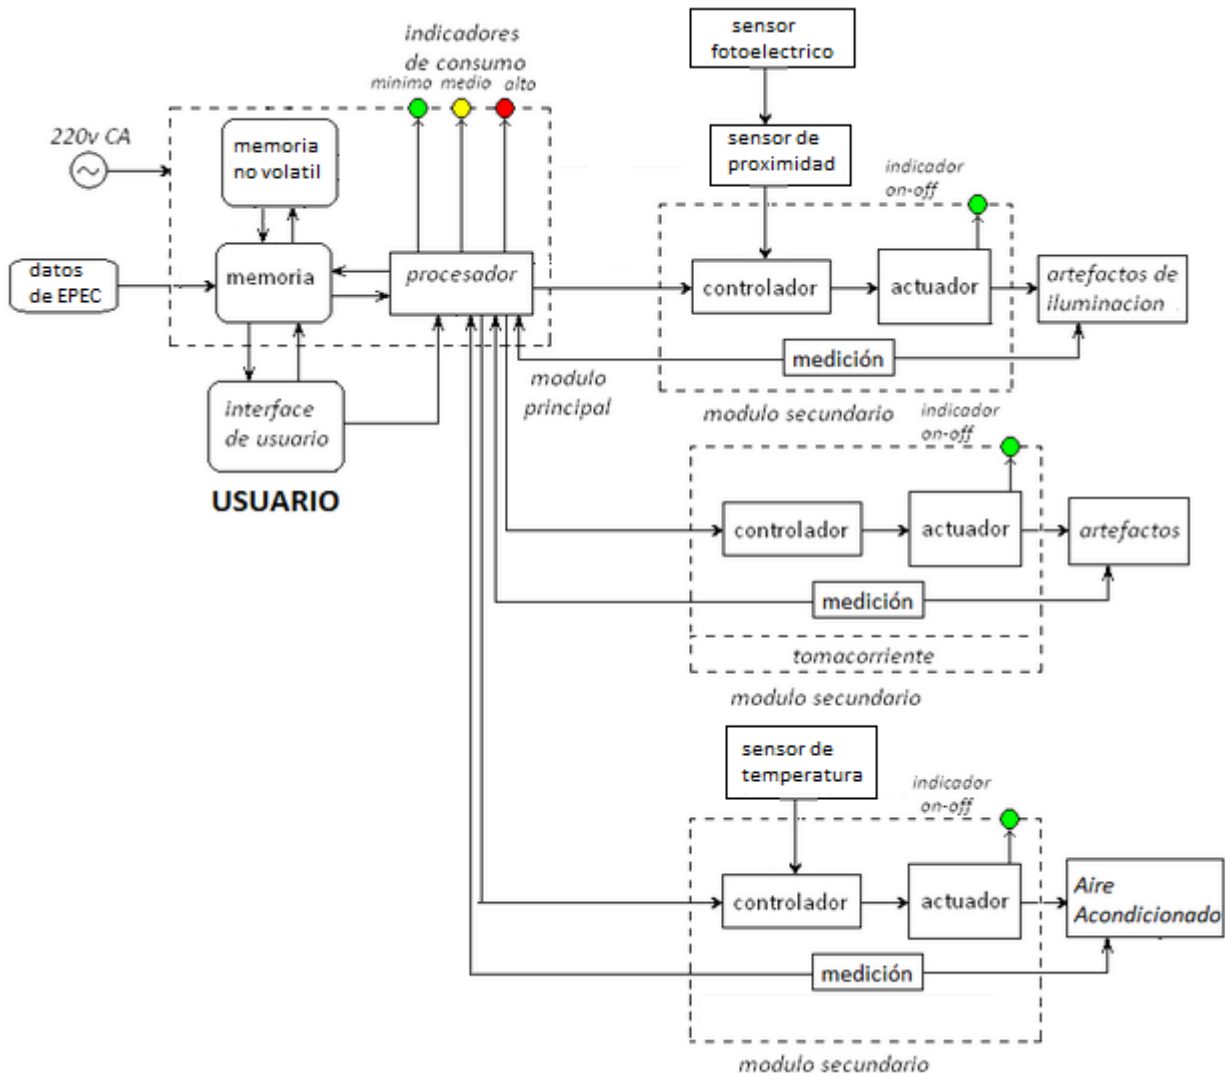 indicadores
de consumo
minimo medio alto
220v CA
memoria
no volatil
datos
de EPEC
memoria
procesador
interface
de usuario
USUARIO
modulo
principal
sensor
fotoelectrico
sensor de
proximidad
indicador
on-off
controlador
actuador
artefactos de
iluminacion
medición
modulo secundario
indicador
on-off
controlador
actuador
artefactos
medición
tomacorriente
modulo secundario
sensor de
temperatura
indicador
on-off
controlador
actuador
Aire
Acondicionado
medición
modulo secundario